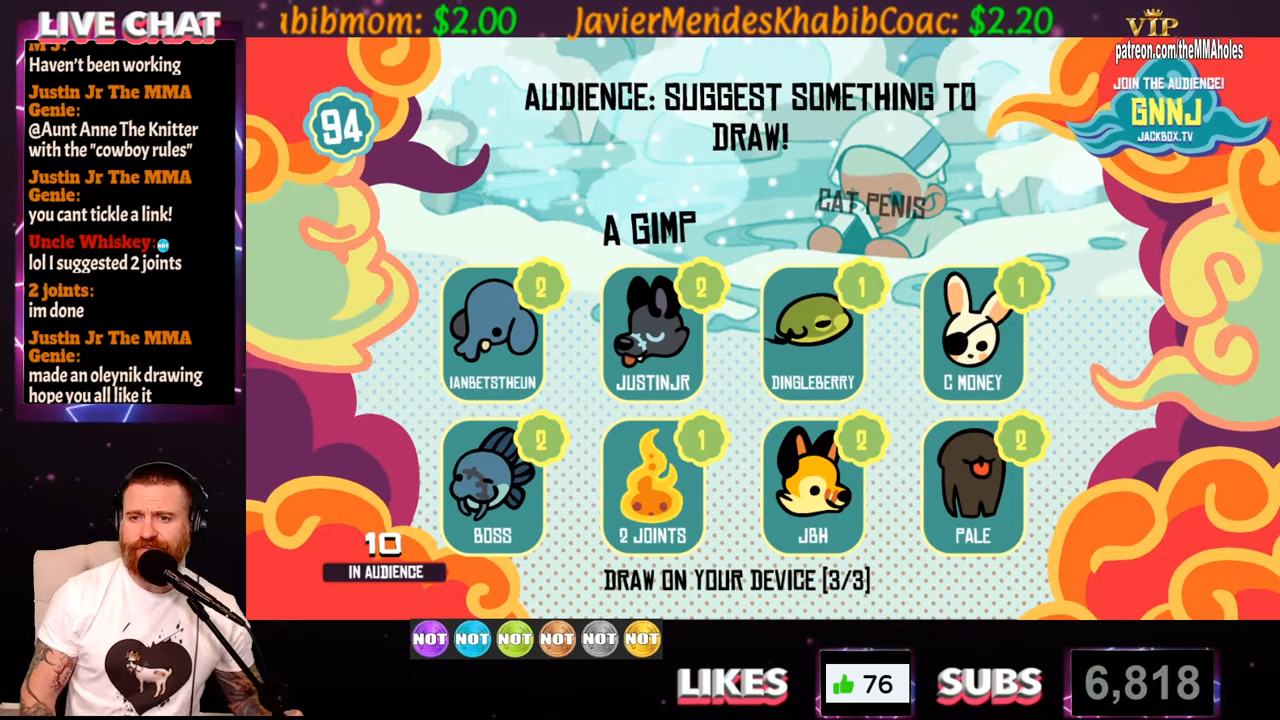 LIVE CHAT
abibmom: $2.00
JavierMendesKhabibCoac: $2.20
VIP
patreon.com/theMMAholes
JOIN THE AUDIENCE!
GNNJ
JACKBOX.TV
M J:
Haven't been working
Justin Jr The MMA
Genie:
@Aunt Anne The Knitter
with the "cowboy rules"
Justin Jr The MMA
Genie:
you cant tickle a link!
Uncle Whiskey: NOT
lol I suggested 2 joints
2 joints:
im done
Justin Jr The MMA
Genie:
made an oleynik drawing
hope you all like it
94
AUDIENCE: SUGGEST SOMETHING TO
DRAW!
CAT PENIS
A GIMP
2
IANBETSTHEUN
2
JUSTINJR
1
DINGLEBERRY
1
C MONEY
2
BOSS
1
2 JOINTS
2
JBH
2
PALE
10
IN AUDIENCE
DRAW ON YOUR DEVICE [3/3]
NOT NOT NOT NOT NOT NOT
LIKES
76
SUBS
6,818